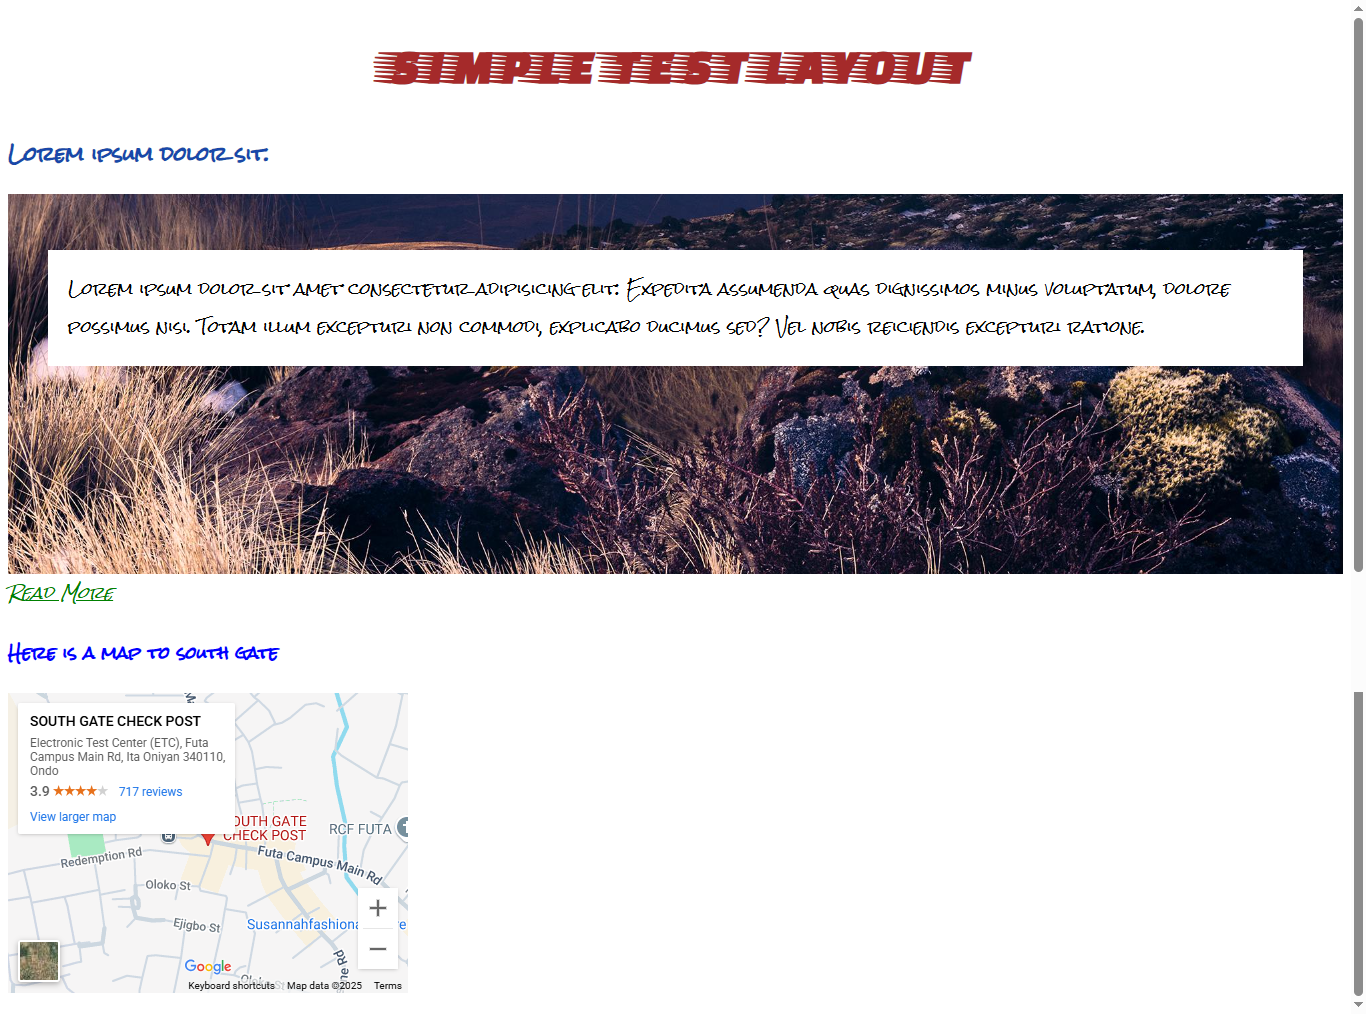 SIMPLE TEST LAYOUT
Lorem ipsum dolor sit.
Lorem ipsum dolor sit amet consectetur adipisicing elit. Expedita assumenda quas dignissimos minus voluptatum, dolore
possimus nisi. Totam illum excepturi non commodi, explicabo ducimus sed? Vel nobis reiciendis excepturi ratione.
Read More
Here is a map to south gate
SOUTH GATE CHECK POST
Electronic Test Center (ETC), Futa
Campus Main Rd, Ita Oniyan 340110,
Ondo
3.9 717 reviews
View larger map
OUTH GATE
CHECK POST
RCF FUTA
Redemption Rd
Futa Campus Main Rd
Oloko St
Ejigbo St
Susannahfashiona
Google
Keyboard shortcuts Map data ©2025 Terms